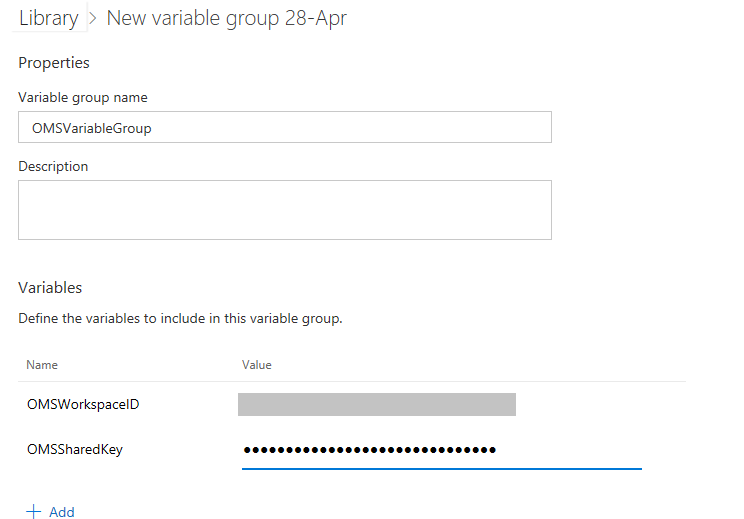 Library > New variable group 28-Apr
Properties
Variable group name
OMSVariableGroup
Description
Variables
Define the variables to include in this variable group.
Name Value
OMSWorkspaceID
OMSSharedKey ●●●●●●●●●●●●●●●●●●●●●●●●●●●●●●
+ Add